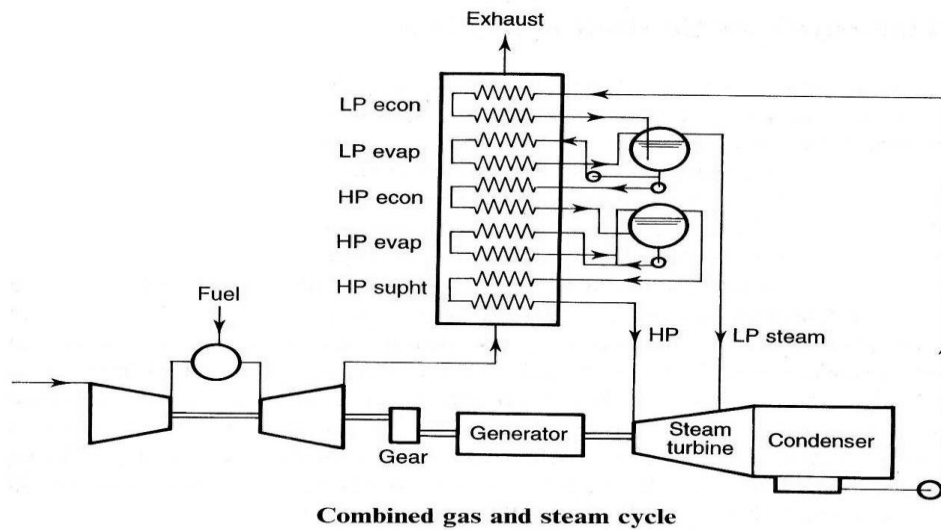 Exhaust
LP econ
LP evap
HP econ
HP evap
HP supht
Fuel
HP
LP steam
Gear
Generator
Steam
turbine
Condenser
Combined gas and steam cycle